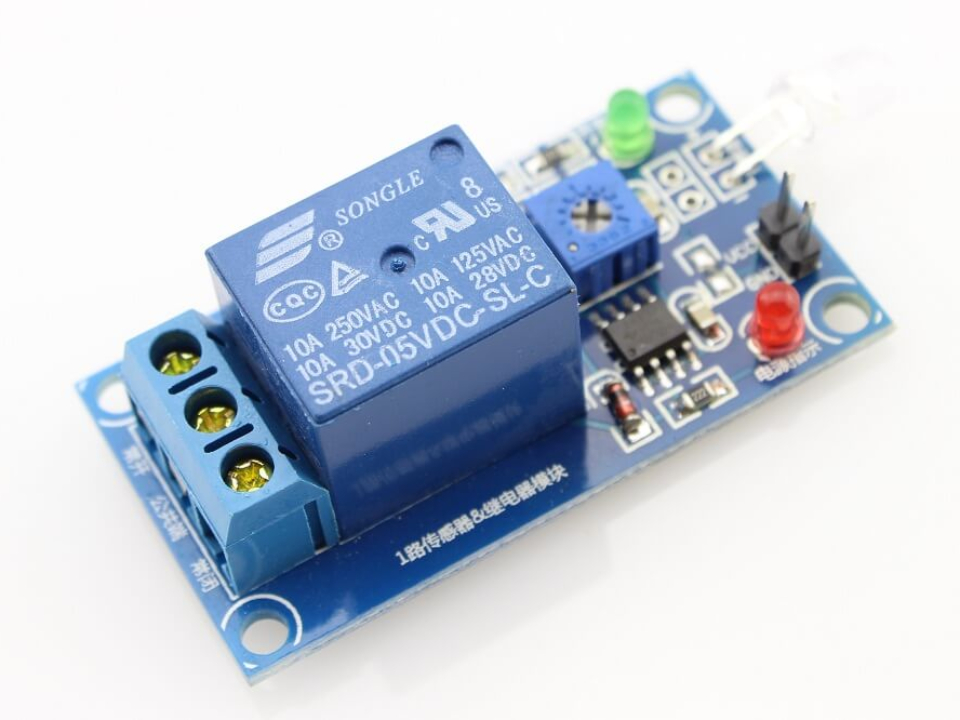 SONGLE
®
c RU US
8
CQC
10A 250VAC 10A 125VAC
10A 30VDC 10A 28VDC
SRD-05VDC-SL-C
VCC
GND
电源指示
1路传感器&继电器模块
常开
公共端
常闭